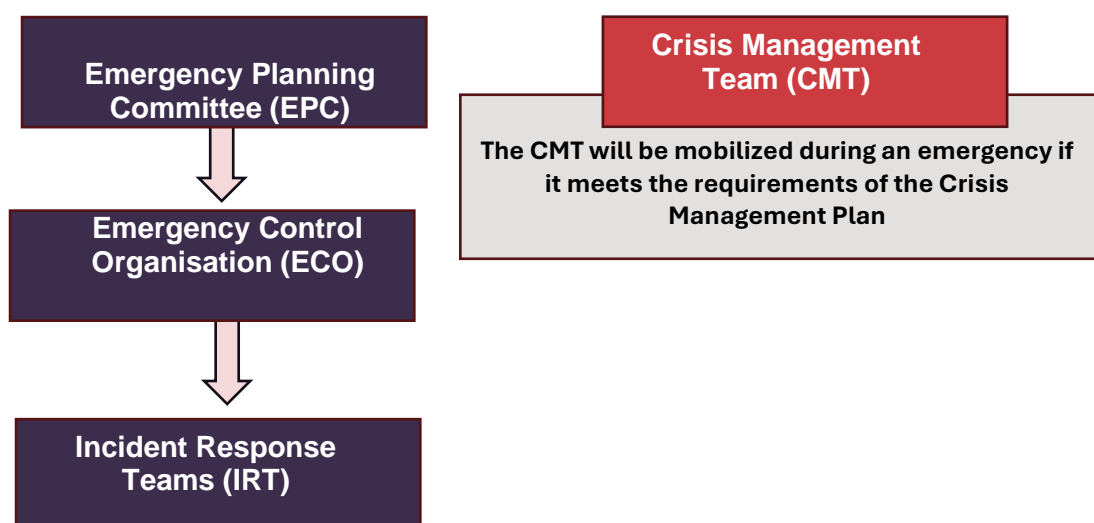 Emergency Planning
Committee (EPC)
Emergency Control
Organisation (ECO)
Incident Response
Teams (IRT)
Crisis Management
Team (CMT)
The CMT will be mobilized during an emergency if
it meets the requirements of the Crisis
Management Plan